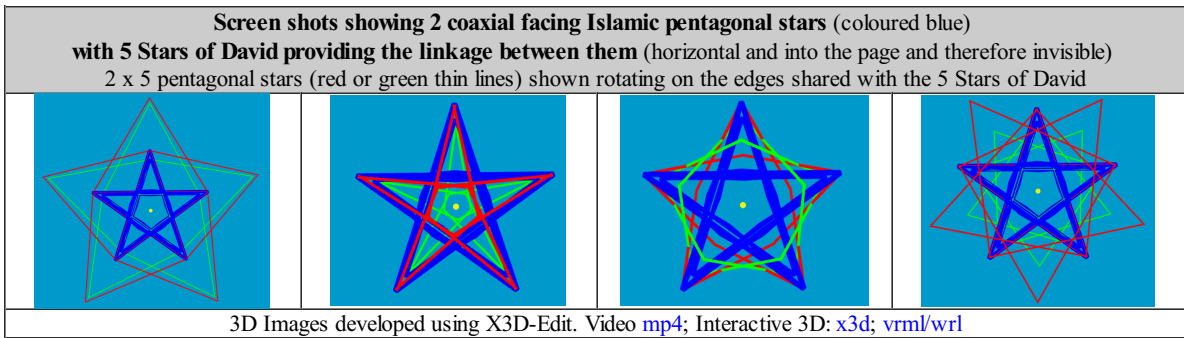 Screen shots showing 2 coaxial facing Islamic pentagonal stars (coloured blue)
with 5 Stars of David providing the linkage between them (horizontal and into the page and therefore invisible)
2 x 5 pentagonal stars (red or green thin lines) shown rotating on the edges shared with the 5 Stars of David
3D Images developed using X3D-Edit. Video mp4; Interactive 3D: x3d; vrml/wrl